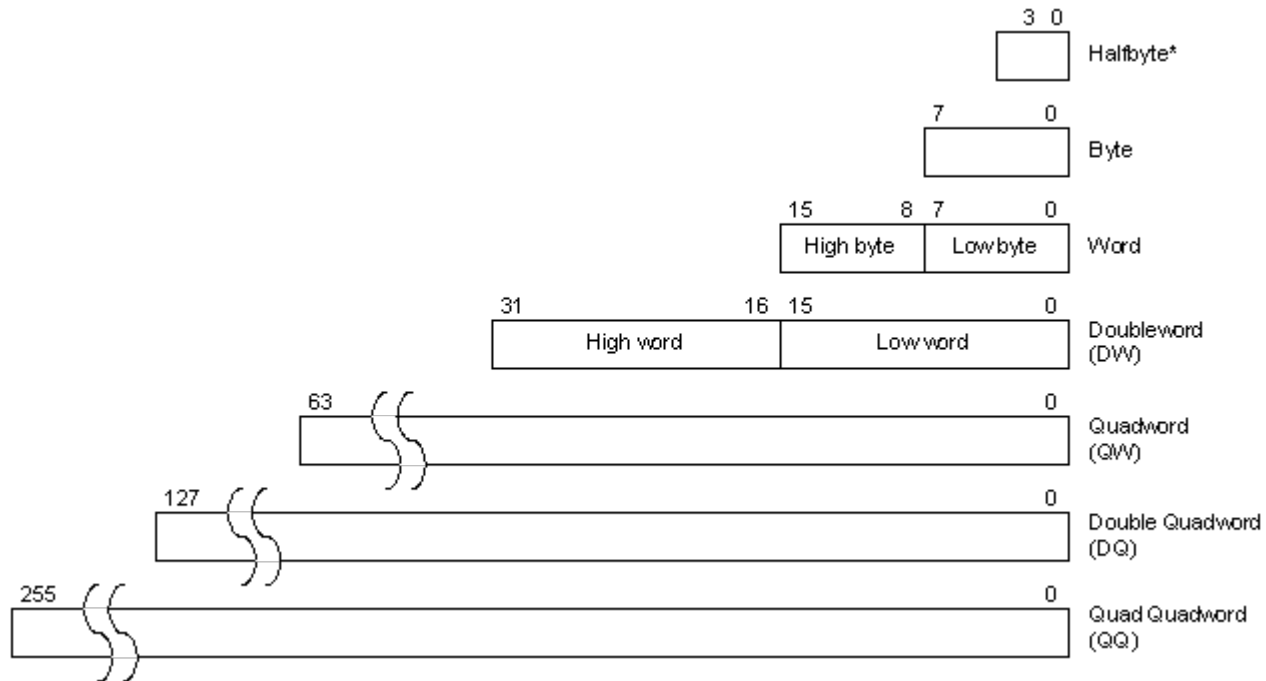 3 0
Halfbyte*
7 0
Byte
15 8 7 0
High byte Low byte Word
31 16 15 0
High word Low word Doubleword
(DW)
63 0
Quadword
(QW)
127 0
Double Quadword
(DQ)
255 0
Quad Quadword
(QQ)